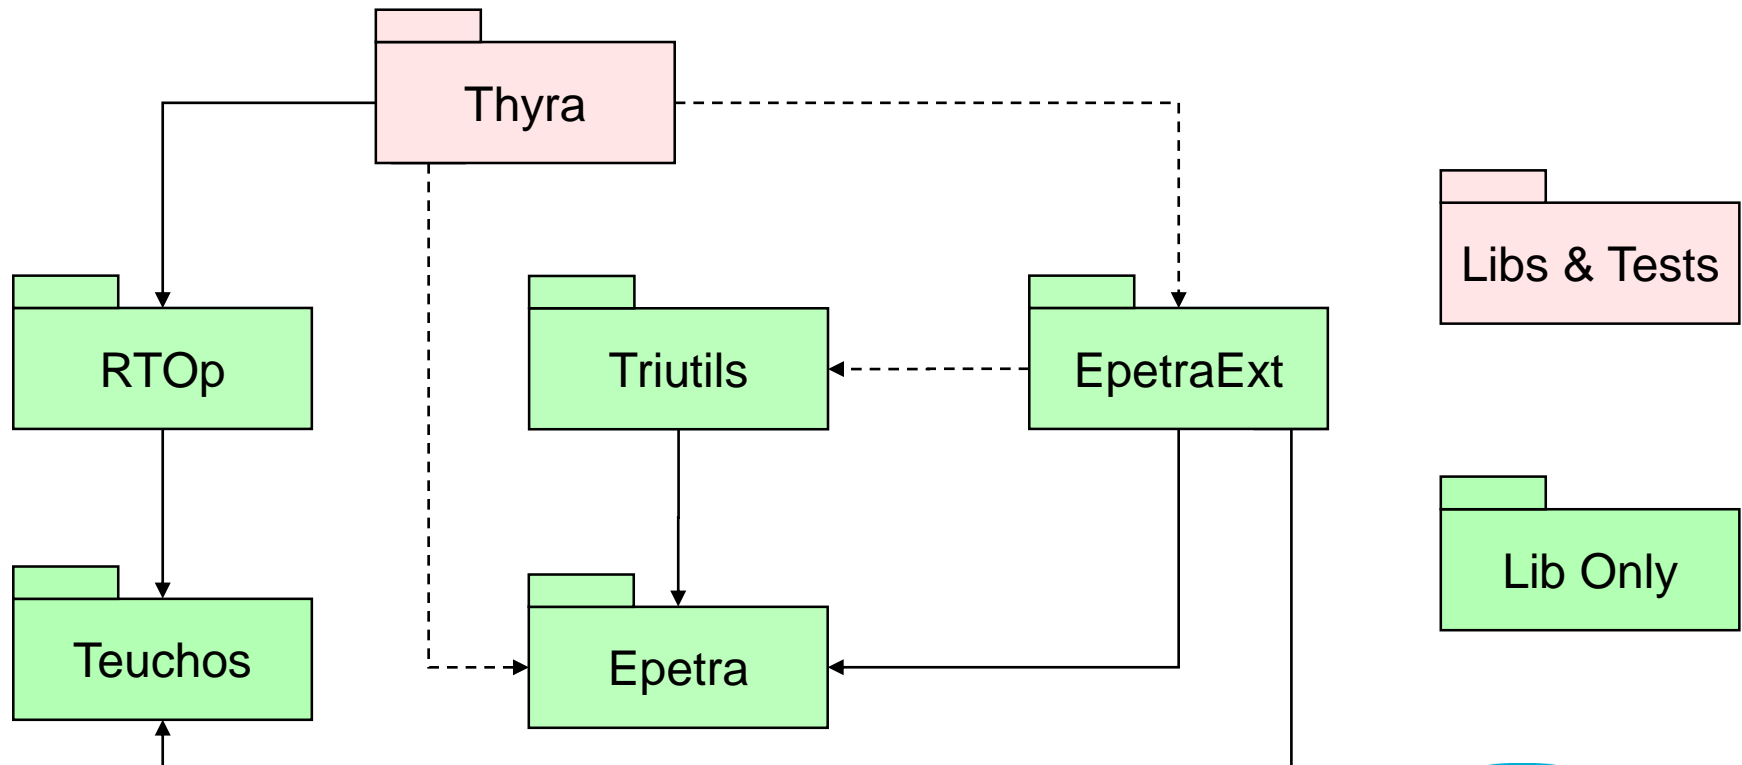 Thyra
Libs & Tests
RTOp
Triutils
EpetraExt
Lib Only
Teuchos
Epetra